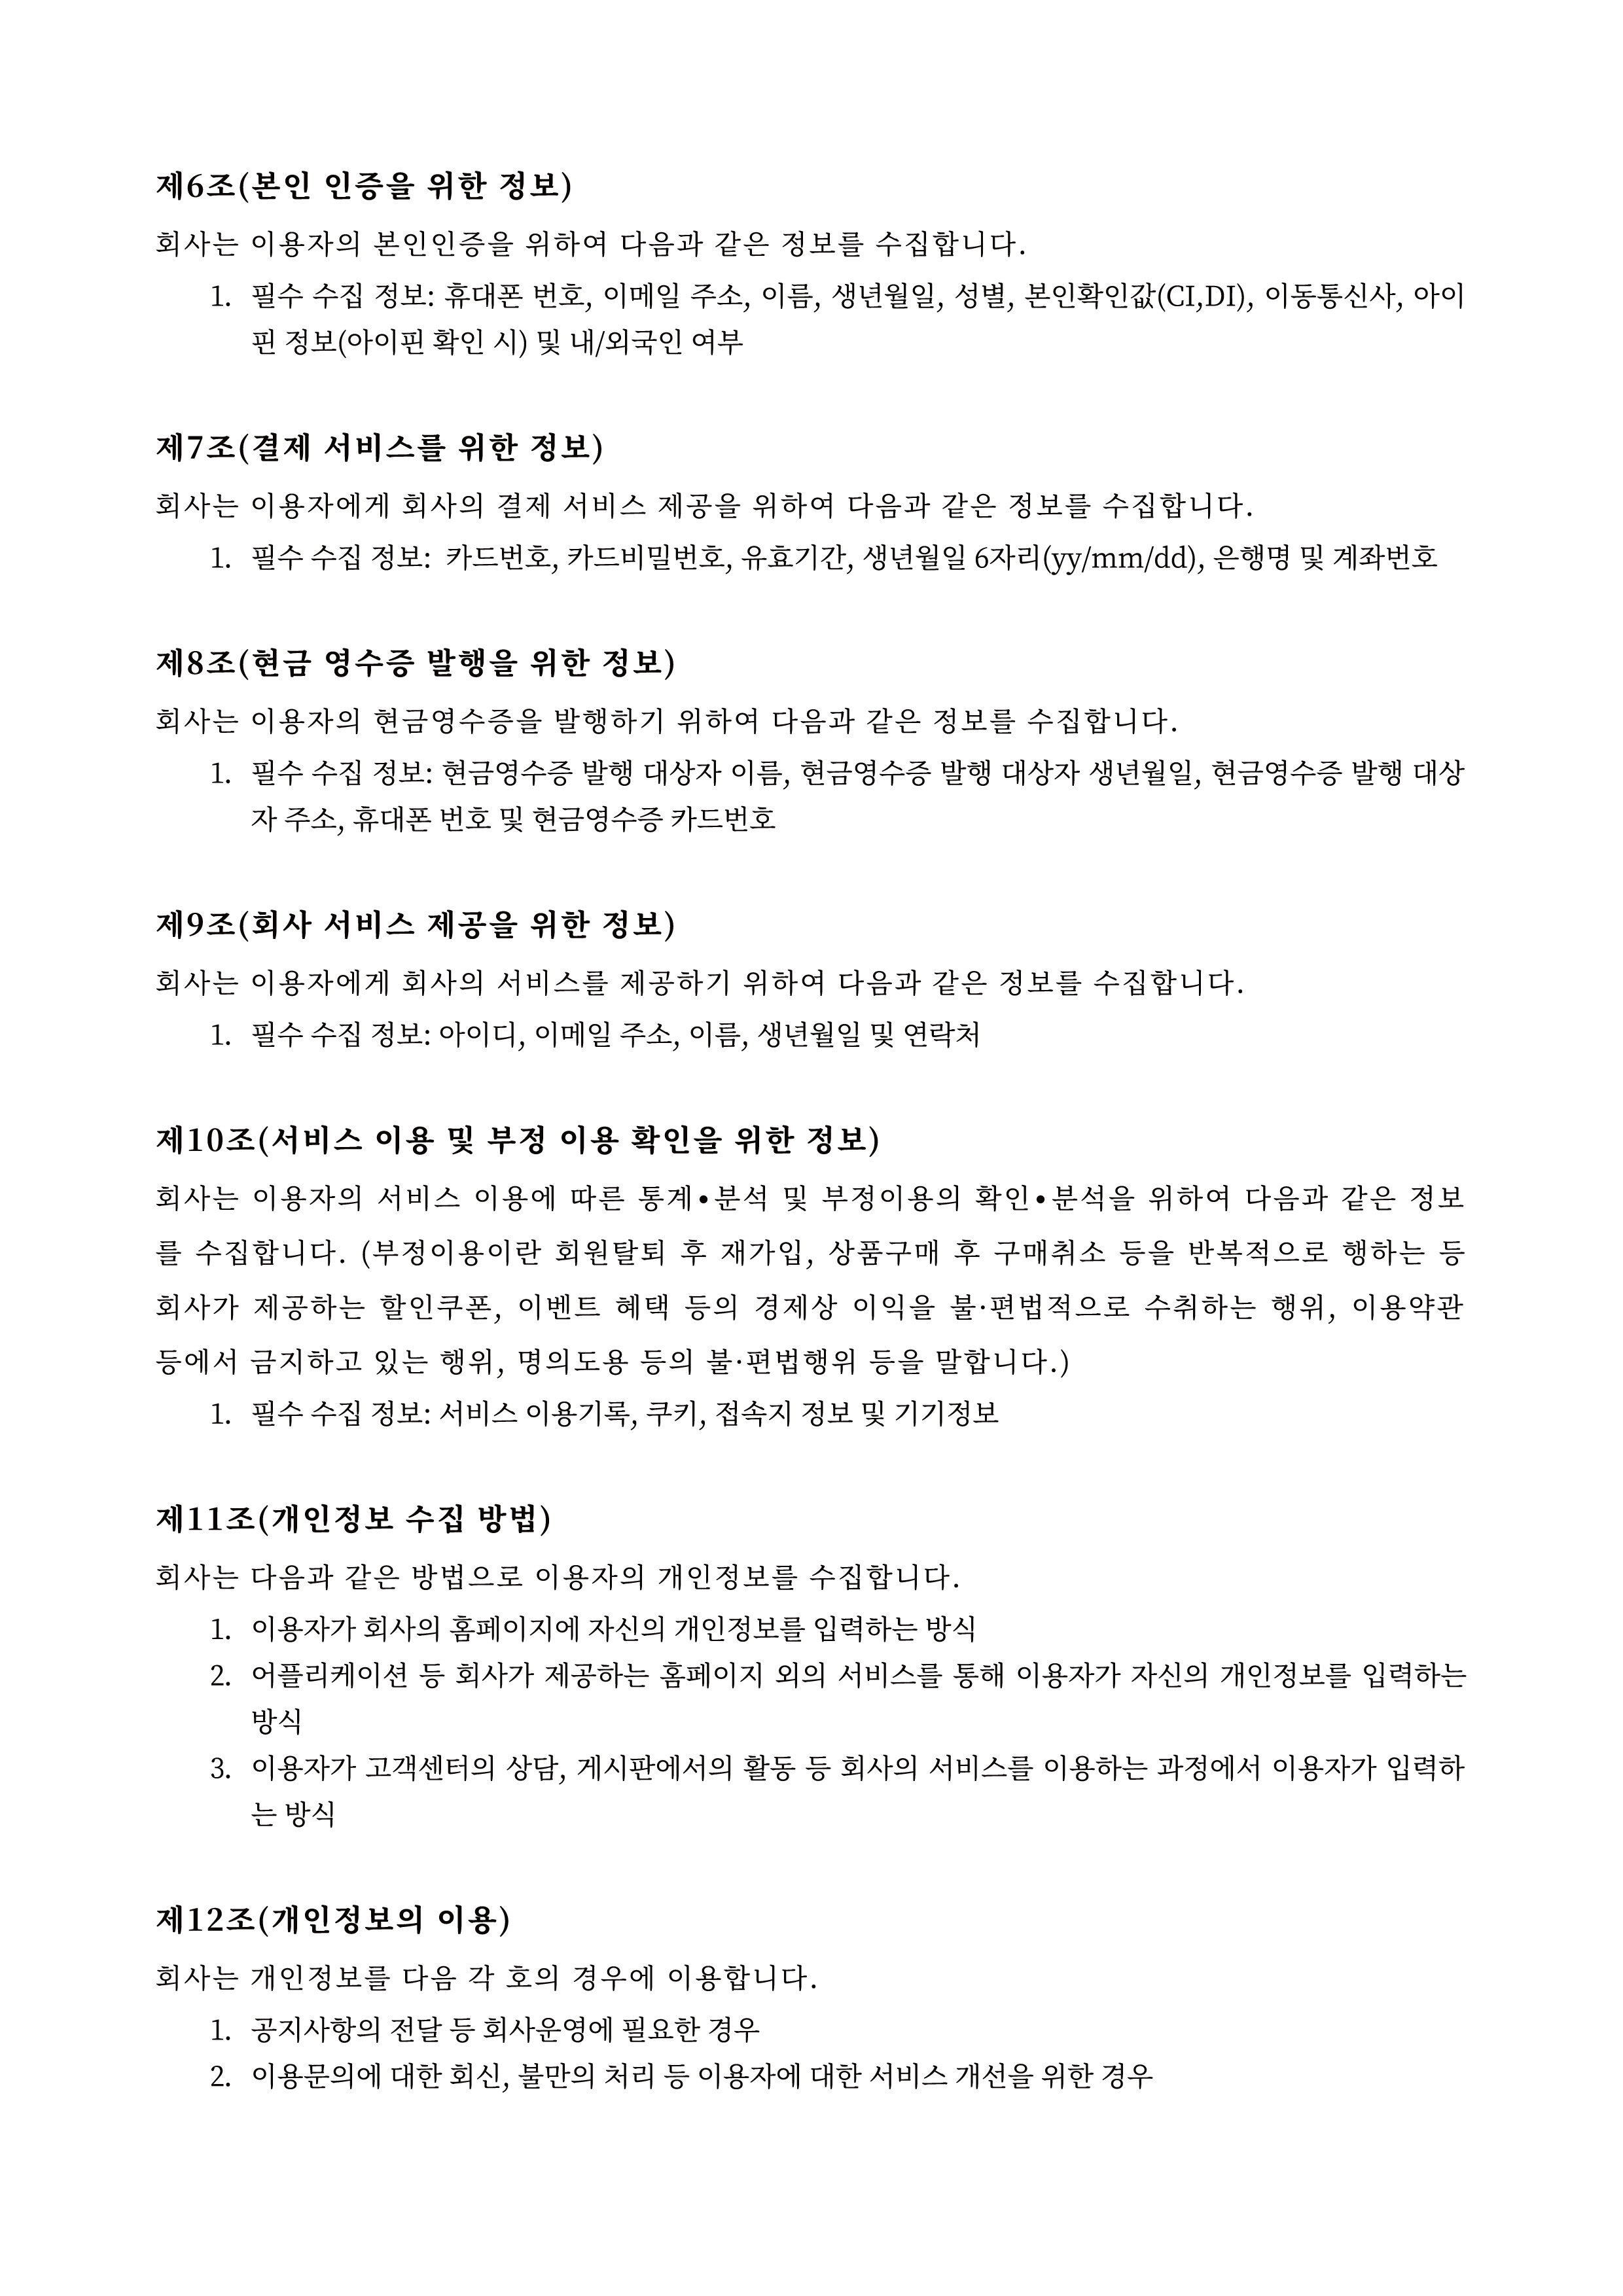 제6조(본인 인증을 위한 정보)
회사는 이용자의 본인인증을 위하여 다음과 같은 정보를 수집합니다.
1. 필수 수집 정보: 휴대폰 번호, 이메일 주소, 이름, 생년월일, 성별, 본인확인값(CI,DI), 이동통신사, 아이
핀 정보(아이핀 확인 시) 및 내/외국인 여부
제7조(결제 서비스를 위한 정보)
회사는 이용자에게 회사의 결제 서비스 제공을 위하여 다음과 같은 정보를 수집합니다.
1. 필수 수집 정보: 카드번호, 카드비밀번호, 유효기간, 생년월일 6자리(yy/mm/dd), 은행명 및 계좌번호
제8조(현금 영수증 발행을 위한 정보)
회사는 이용자의 현금영수증을 발행하기 위하여 다음과 같은 정보를 수집합니다.
1. 필수 수집 정보: 현금영수증 발행 대상자 이름, 현금영수증 발행 대상자 생년월일, 현금영수증 발행 대상
자 주소, 휴대폰 번호 및 현금영수증 카드번호
제9조(회사 서비스 제공을 위한 정보)
회사는 이용자에게 회사의 서비스를 제공하기 위하여 다음과 같은 정보를 수집합니다.
1. 필수 수집 정보: 아이디, 이메일 주소, 이름, 생년월일 및 연락처
제10조(서비스 이용 및 부정 이용 확인을 위한 정보)
회사는 이용자의 서비스 이용에 따른 통계•분석 및 부정이용의 확인•분석을 위하여 다음과 같은 정보
를 수집합니다. (부정이용이란 회원탈퇴 후 재가입, 상품구매 후 구매취소 등을 반복적으로 행하는 등
회사가 제공하는 할인쿠폰, 이벤트 혜택 등의 경제상 이익을 불·편법적으로 수취하는 행위, 이용약관
등에서 금지하고 있는 행위, 명의도용 등의 불·편법행위 등을 말합니다.)
1. 필수 수집 정보: 서비스 이용기록, 쿠키, 접속지 정보 및 기기정보
제11조(개인정보 수집 방법)
회사는 다음과 같은 방법으로 이용자의 개인정보를 수집합니다.
1. 이용자가 회사의 홈페이지에 자신의 개인정보를 입력하는 방식
2. 어플리케이션 등 회사가 제공하는 홈페이지 외의 서비스를 통해 이용자가 자신의 개인정보를 입력하는
방식
3. 이용자가 고객센터의 상담, 게시판에서의 활동 등 회사의 서비스를 이용하는 과정에서 이용자가 입력하
는 방식
제12조(개인정보의 이용)
회사는 개인정보를 다음 각 호의 경우에 이용합니다.
1. 공지사항의 전달 등 회사운영에 필요한 경우
2. 이용문의에 대한 회신, 불만의 처리 등 이용자에 대한 서비스 개선을 위한 경우